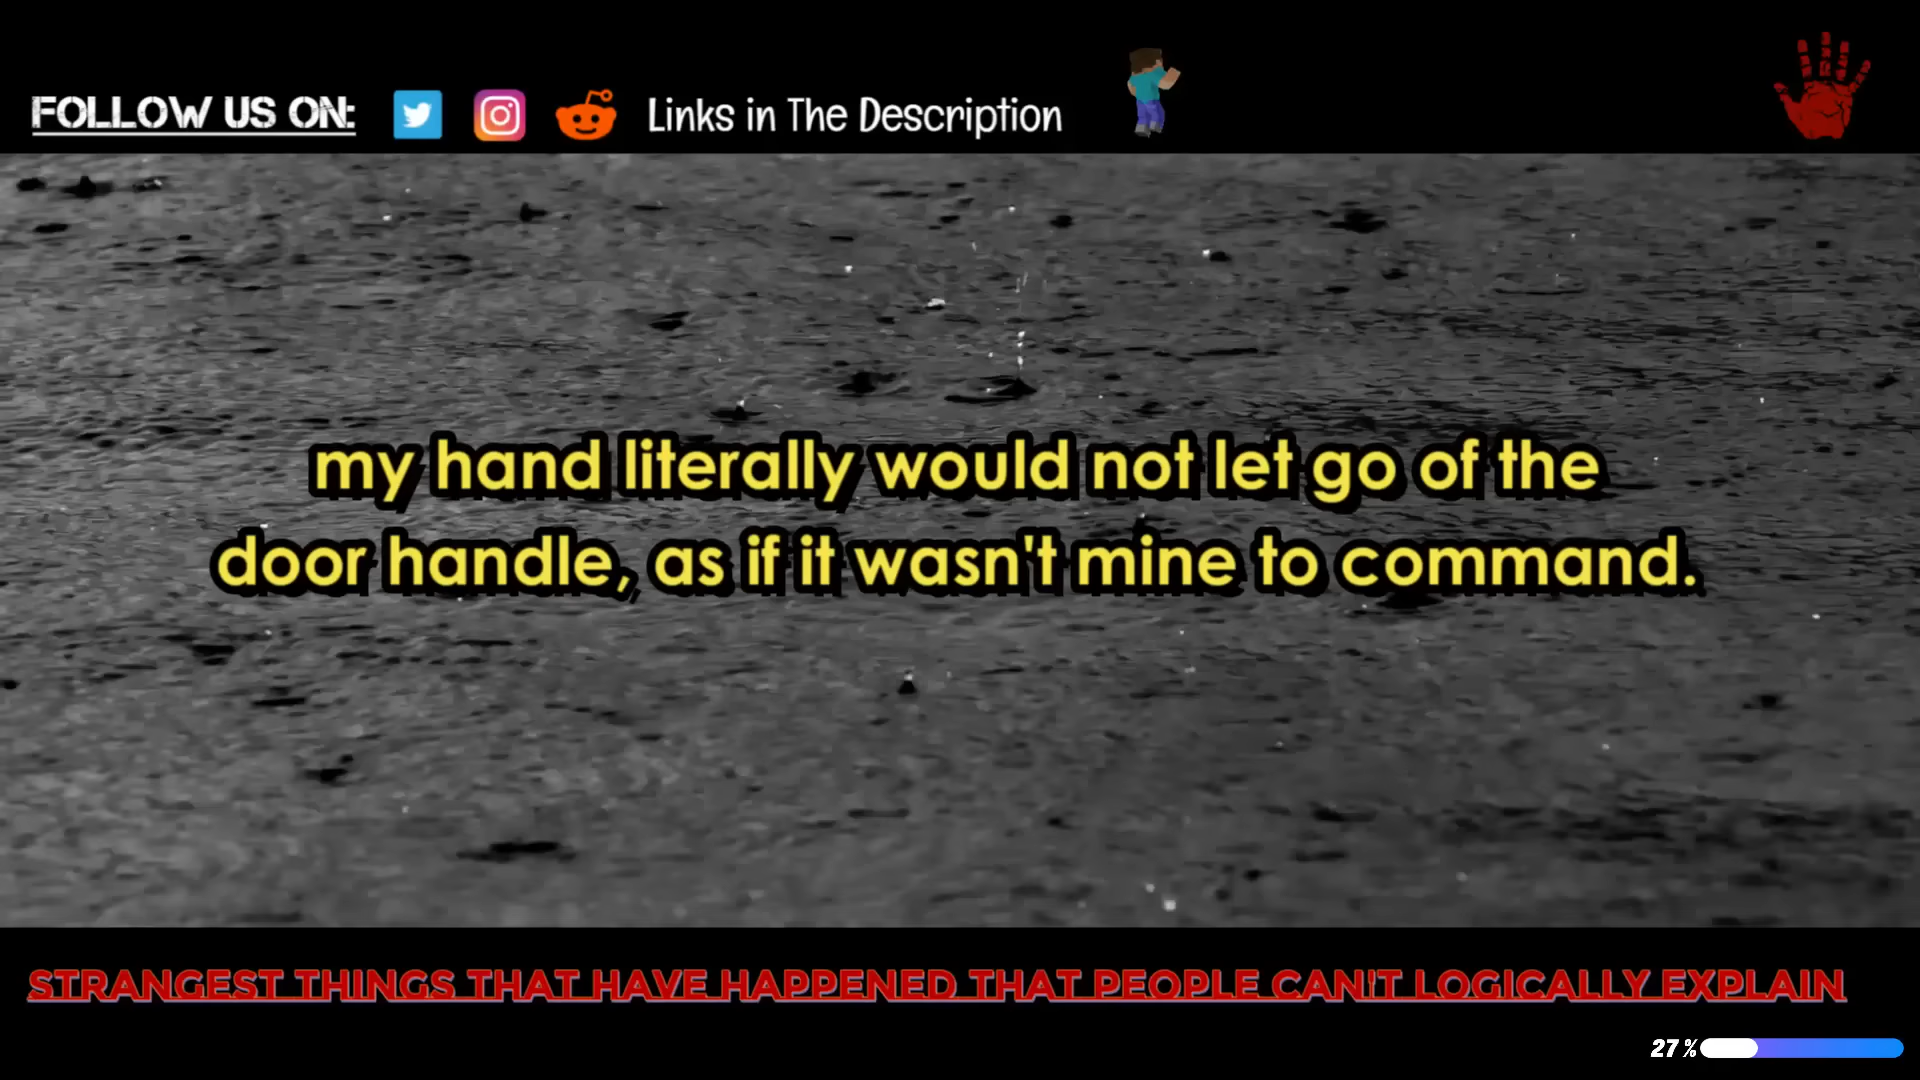 FOLLOW US ON:
Links in The Description
my hand literally would not let go of the
door handle, as if it wasn't mine to command.
STRANGEST THINGS THAT HAVE HAPPENED THAT PEOPLE CAN'T LOGICALLY EXPLAIN
27 %